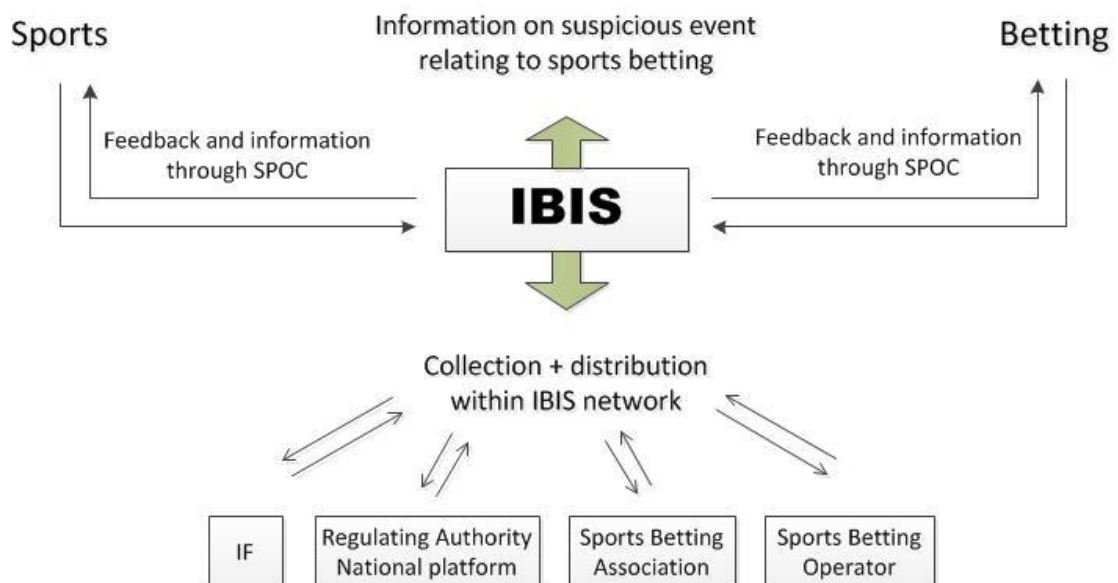 Sports
Information on suspicious event
relating to sports betting
Betting
Feedback and information
through SPOC
IBIS
Feedback and information
through SPOC
Collection + distribution
within IBIS network
IF
Regulating Authority
National platform
Sports Betting
Association
Sports Betting
Operator